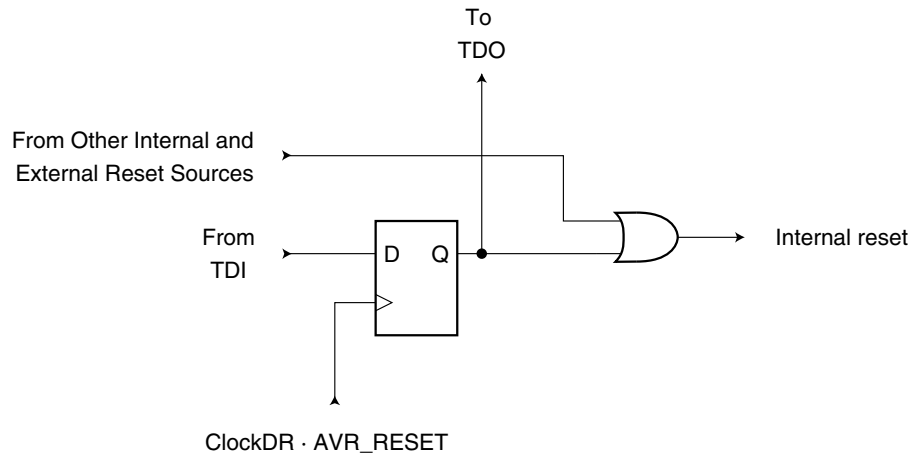 To
TDO
From Other Internal and
External Reset Sources
From
TDI
D
Q
Internal reset
ClockDR · AVR_RESET